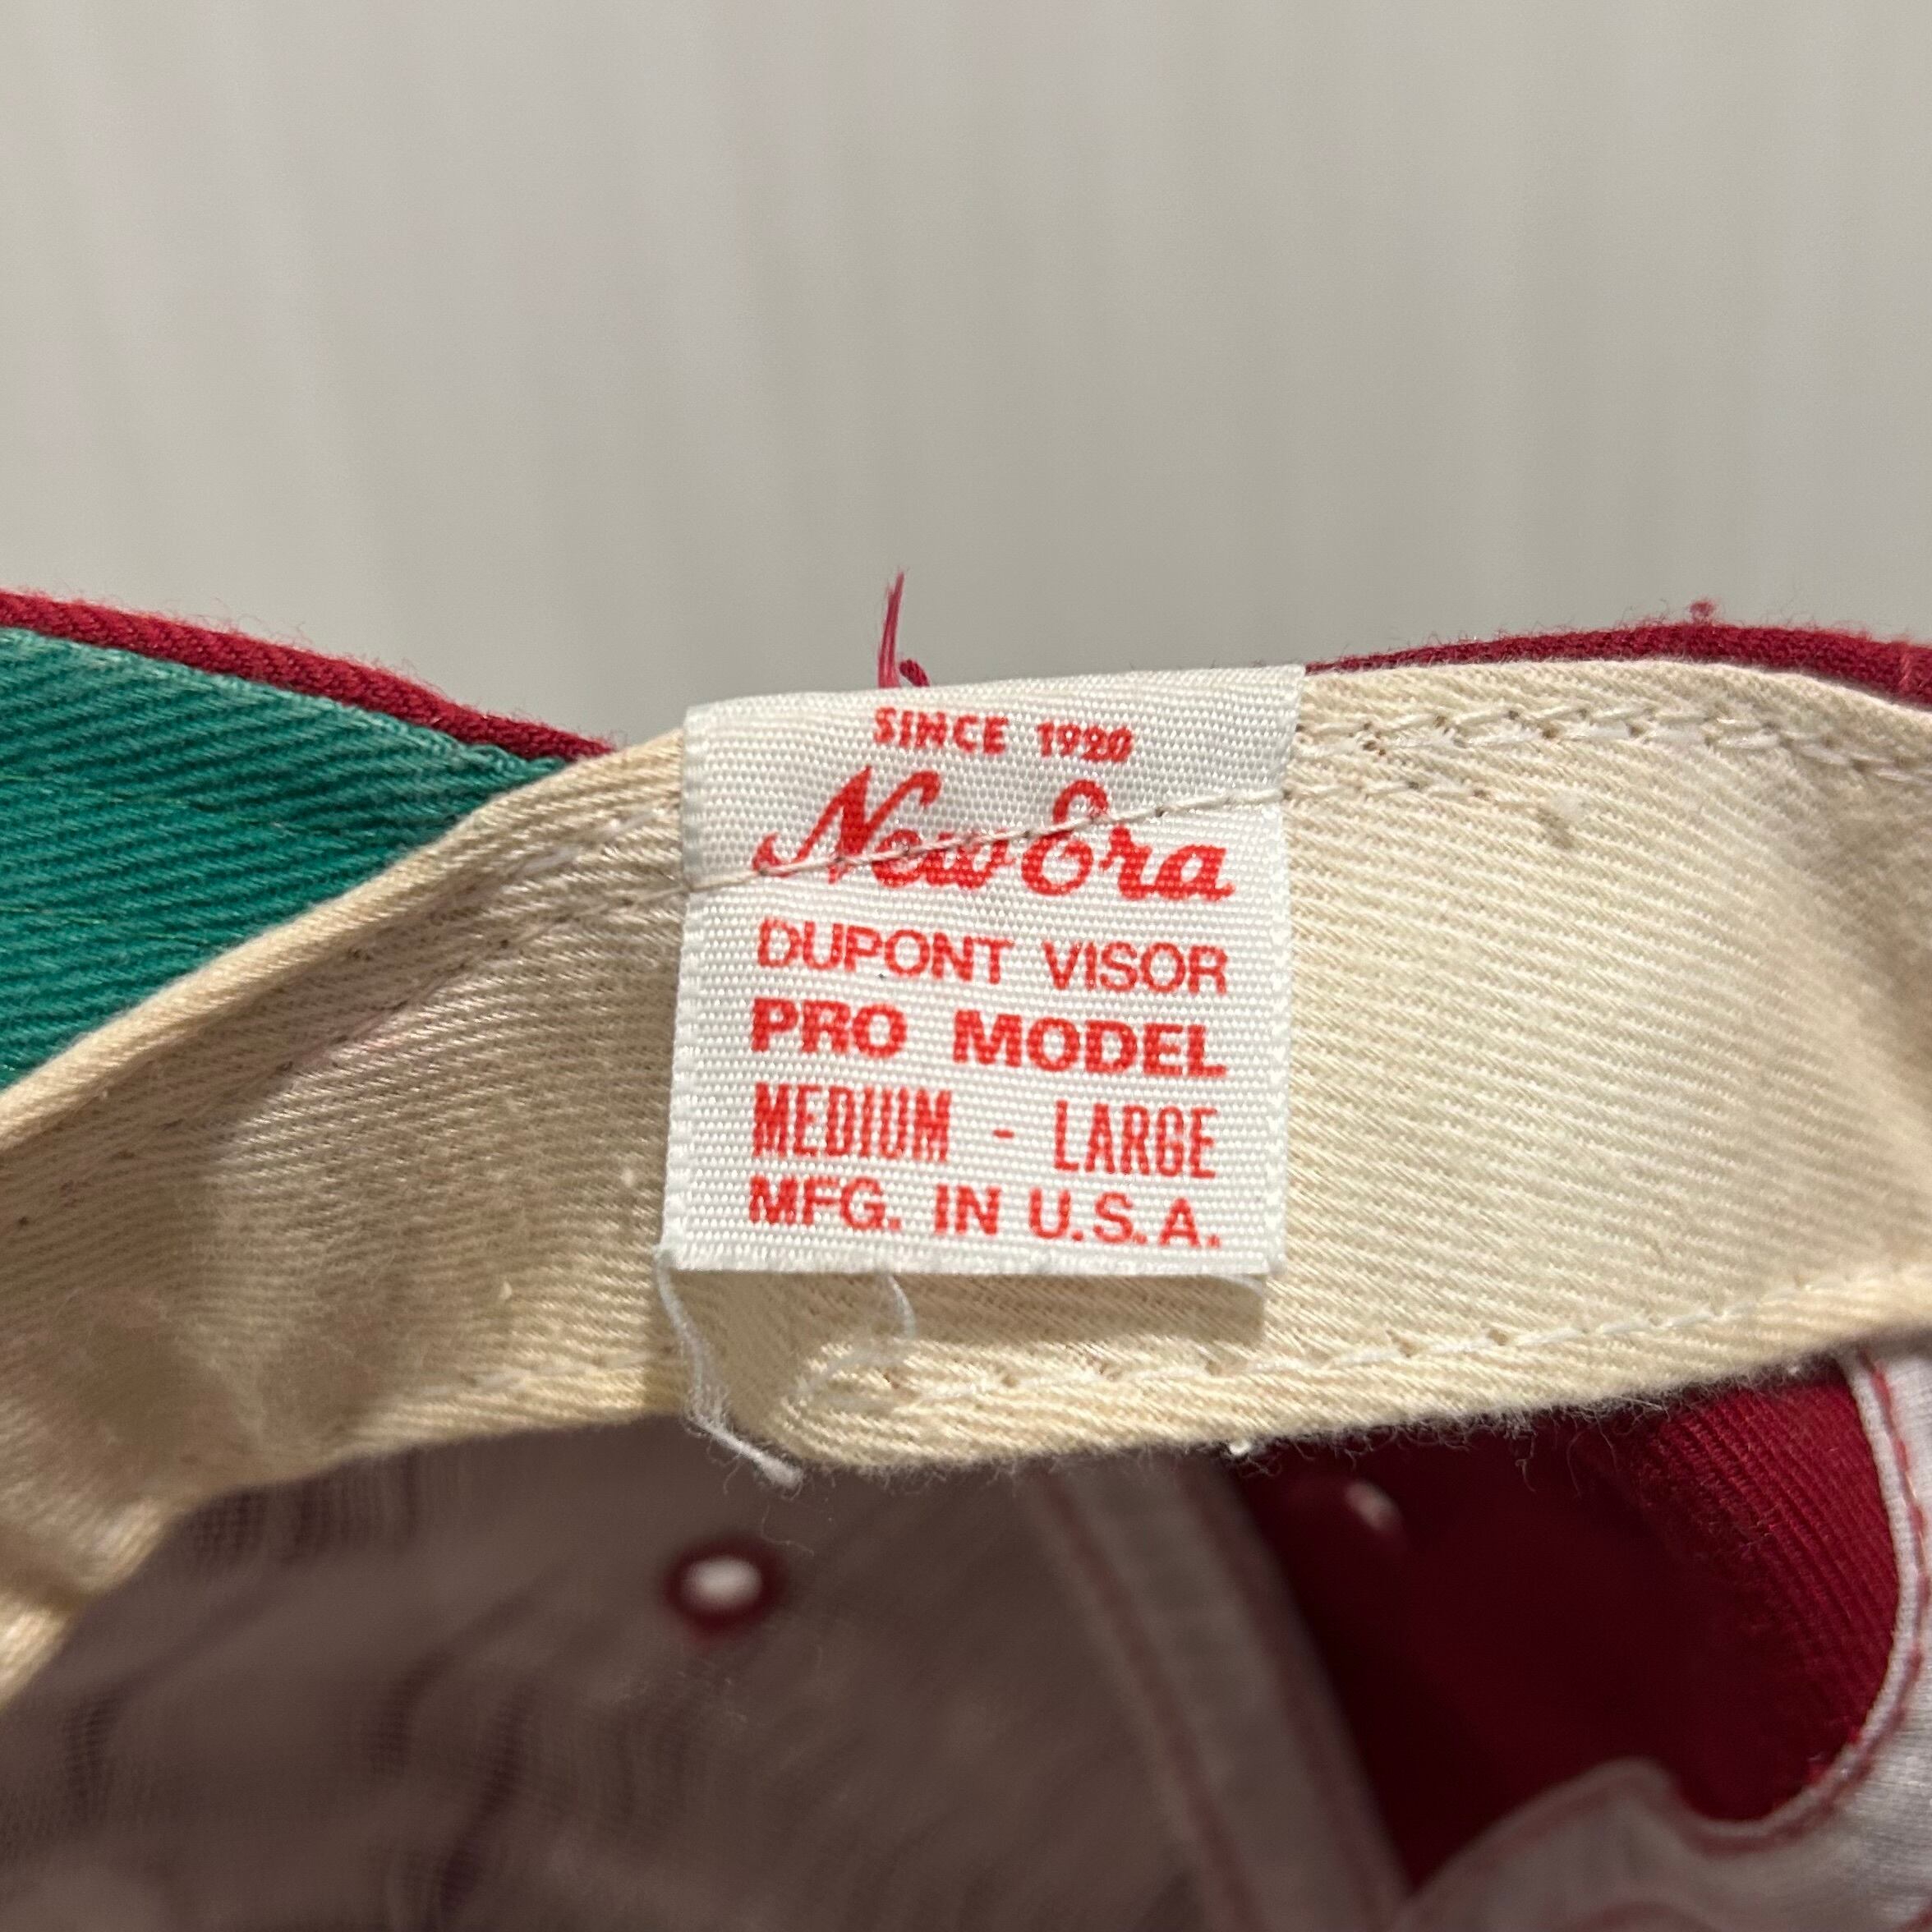 SINCE 1920
New Era
DUPONT VISOR
PRO MODEL
MEDIUM - LARGE
MFG. IN U.S.A.